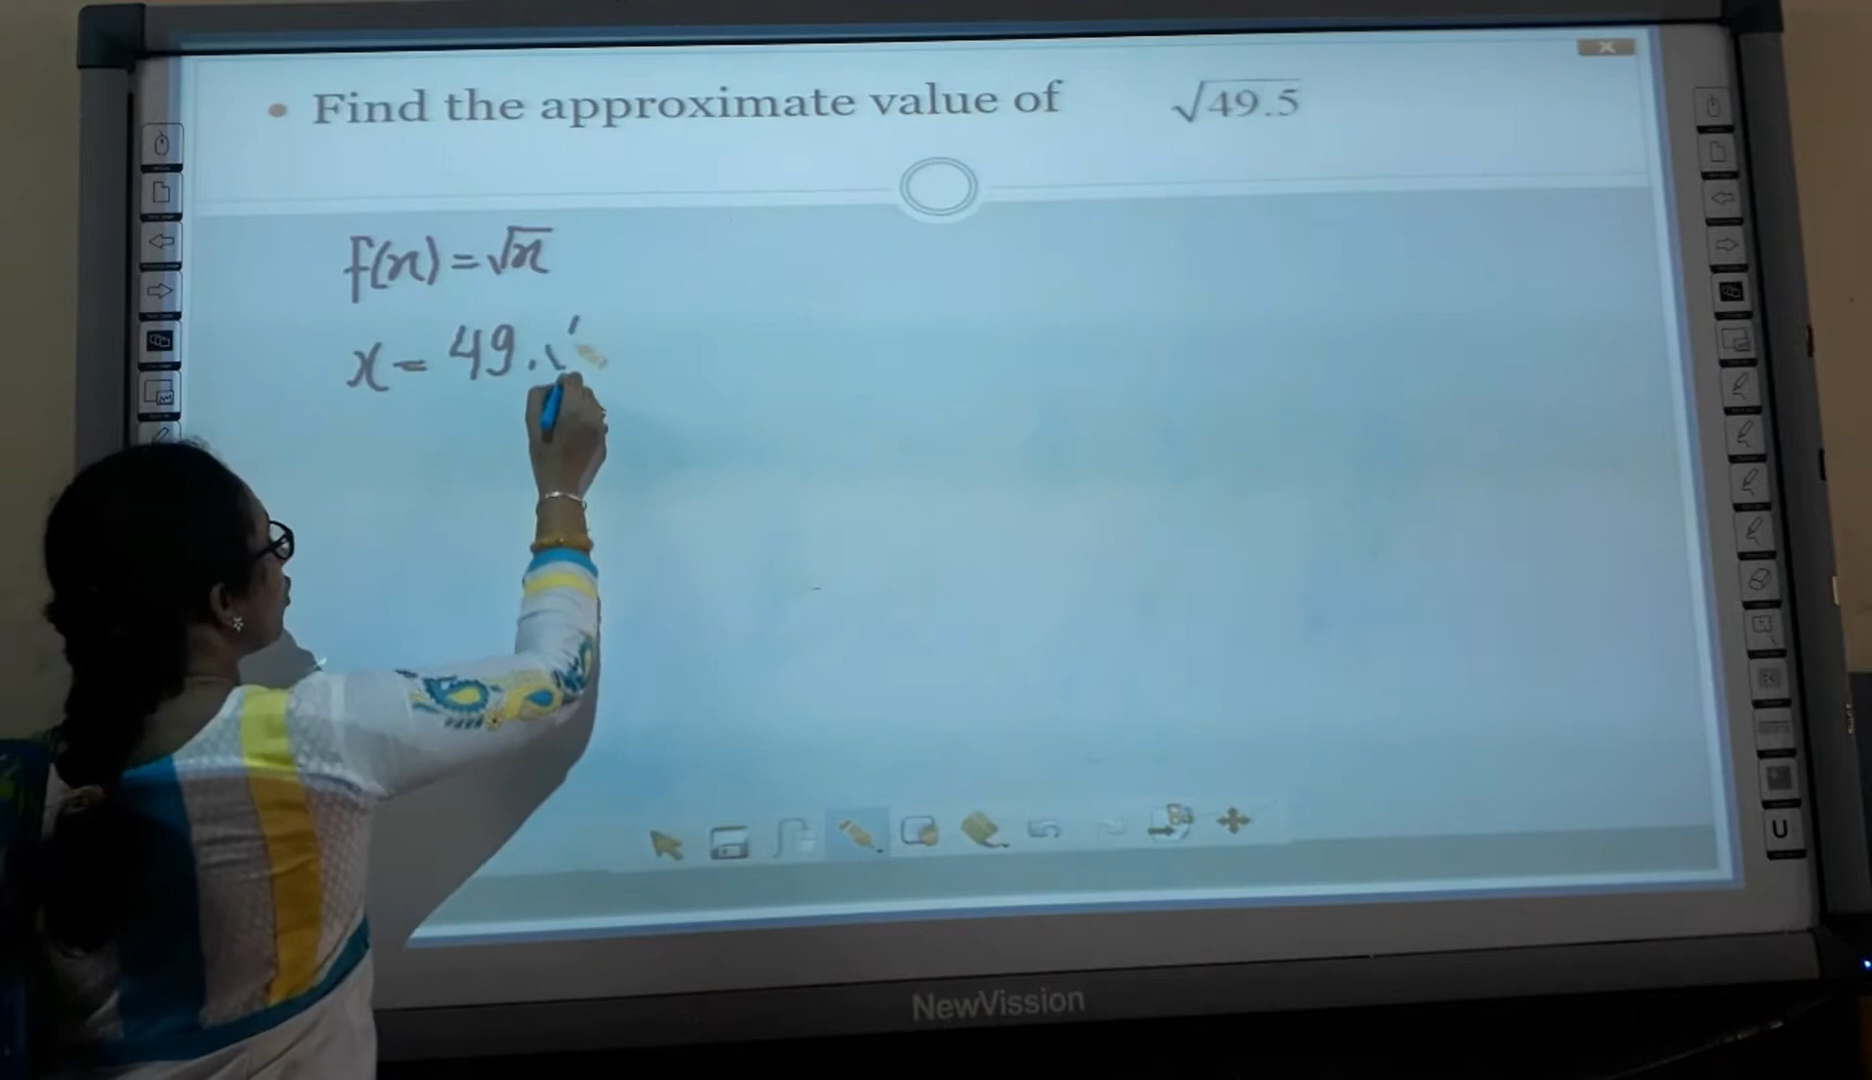 • Find the approximate value of √49.5
f(x) = √x
x = 49.
NewVission